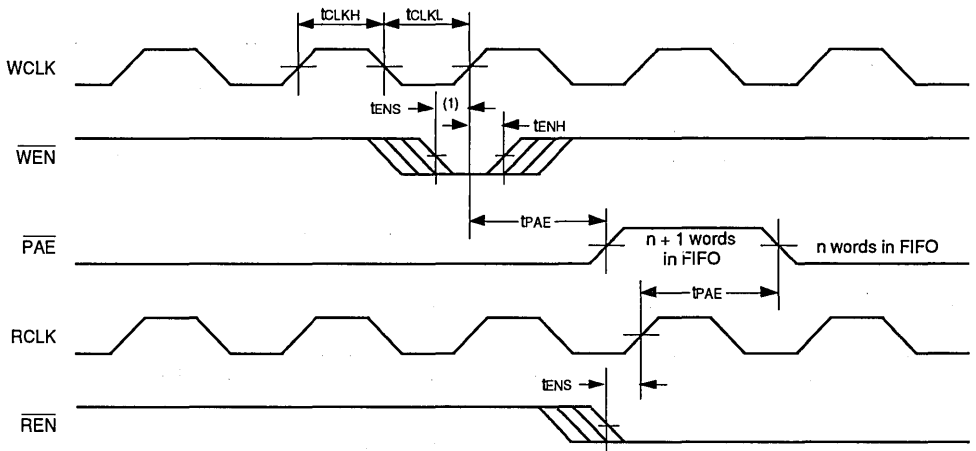 tCLKH
tCLKL
WCLK
tENS
(1)
tENH
WEN
tPAE
PAE
n + 1 words
in FIFO
n words in FIFO
tPAE
RCLK
tENS
REN